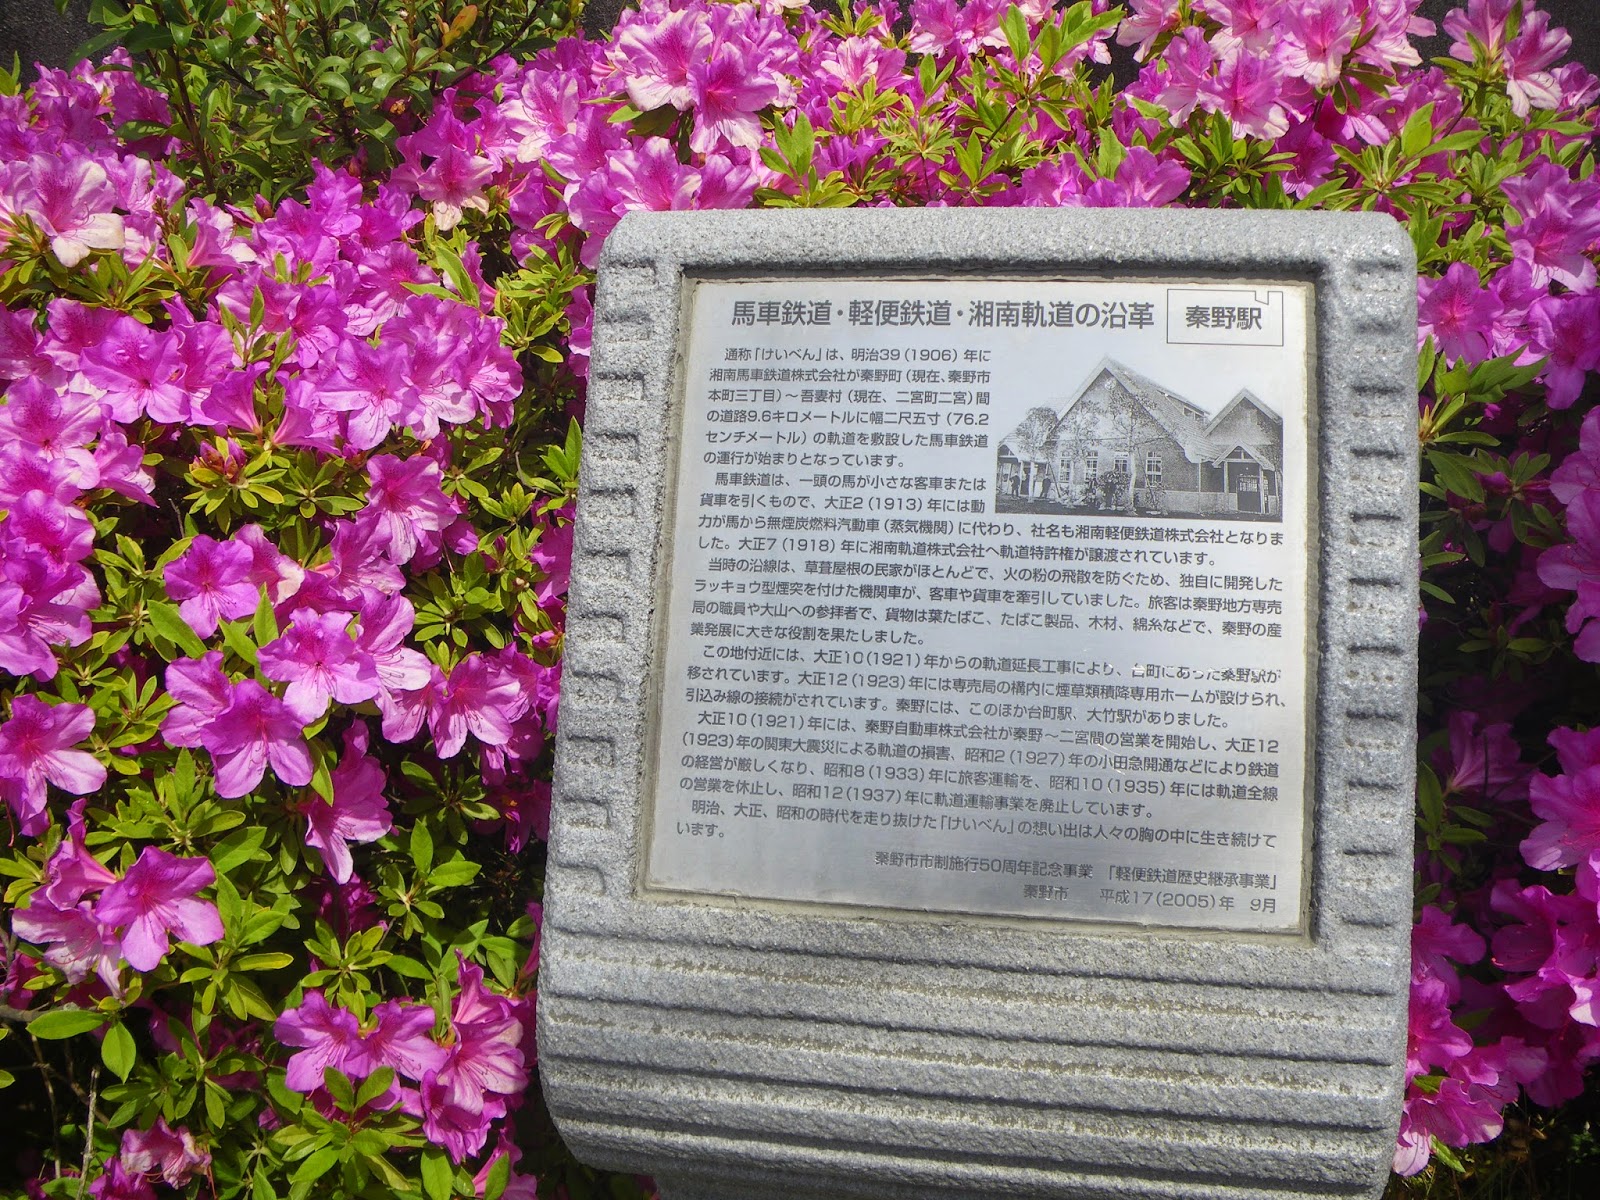 馬車鉄道・軽便鉄道・湘南軌道の沿革
秦野駅
通称「けいべん」は、明治39(1906)年に
湘南馬車鉄道株式会社が秦野町(現在、秦野市
本町三丁目)～吾妻村(現在、二宮町二宮)間
の道路9.6キロメートルに幅二尺五寸(76.2
センチメートル)の軌道を敷設した馬車鉄道
の運行が始まりとなっています。
馬車鉄道は、一頭の馬が小さな客車または
貨車を引くもので、大正2(1913)年には動
力が馬から無煙炭燃料汽動車(蒸気機関)に代わり、社名も湘南軽便鉄道株式会社となりま
した。大正7(1918)年に湘南軌道株式会社へ軌道特許権が譲渡されています。
当時の沿線は、草葺屋根の民家がほとんどで、火の粉の飛散を防ぐため、独自に開発した
ラッキョウ型煙突を付けた機関車が、客車や貨車を牽引していました。旅客は秦野地方専売
局の職員や大山への参拝者で、貨物は葉たばこ、たばこ製品、木材、綿糸などで、秦野の産
業発展に大きな役割を果たしました。
この地付近には、大正10(1921)年からの軌道延長工事により、台町にあった秦野駅が
移されています。大正12(1923)年には専売局の構内に煙草類積降専用ホームが設けられ、
引込み線の接続がされています。秦野には、このほか台町駅、大竹駅がありました。
大正10(1921)年には、秦野自動車株式会社が秦野～二宮間の営業を開始し、大正12
(1923)年の関東大震災による軌道の損害、昭和2(1927)年の小田急開通などにより鉄道
の経営が厳しくなり、昭和8(1933)年に旅客運輸を、昭和10(1935)年には軌道全線
の営業を休止し、昭和12(1937)年に軌道運輸事業を廃止しています。
明治、大正、昭和の時代を走り抜けた「けいべん」の想い出は人々の胸の中に生き続けて
います。
秦野市市制施行50周年記念事業 「軽便鉄道歴史継承事業」
秦野市 平成17(2005)年 9月